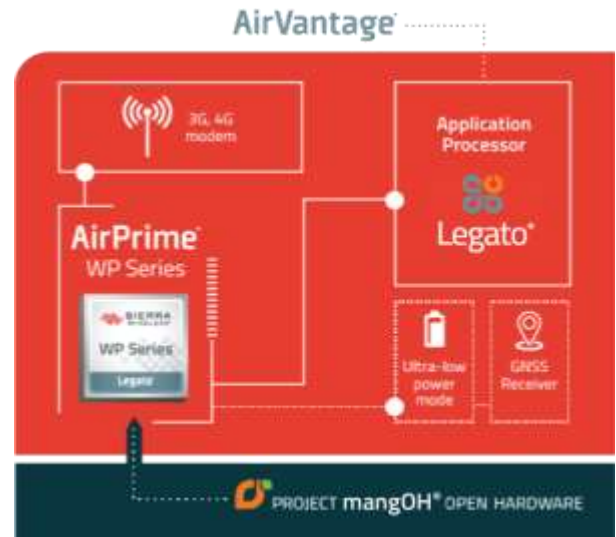 AirVantage
3G, 4G
modem
Application
Processor
Legato®
AirPrime
WP Series
SIERRA
WIRELESS
WP Series
Legato
Ultra-low
power
mode
GNSS
Receiver
PROJECT mangOH® OPEN HARDWARE